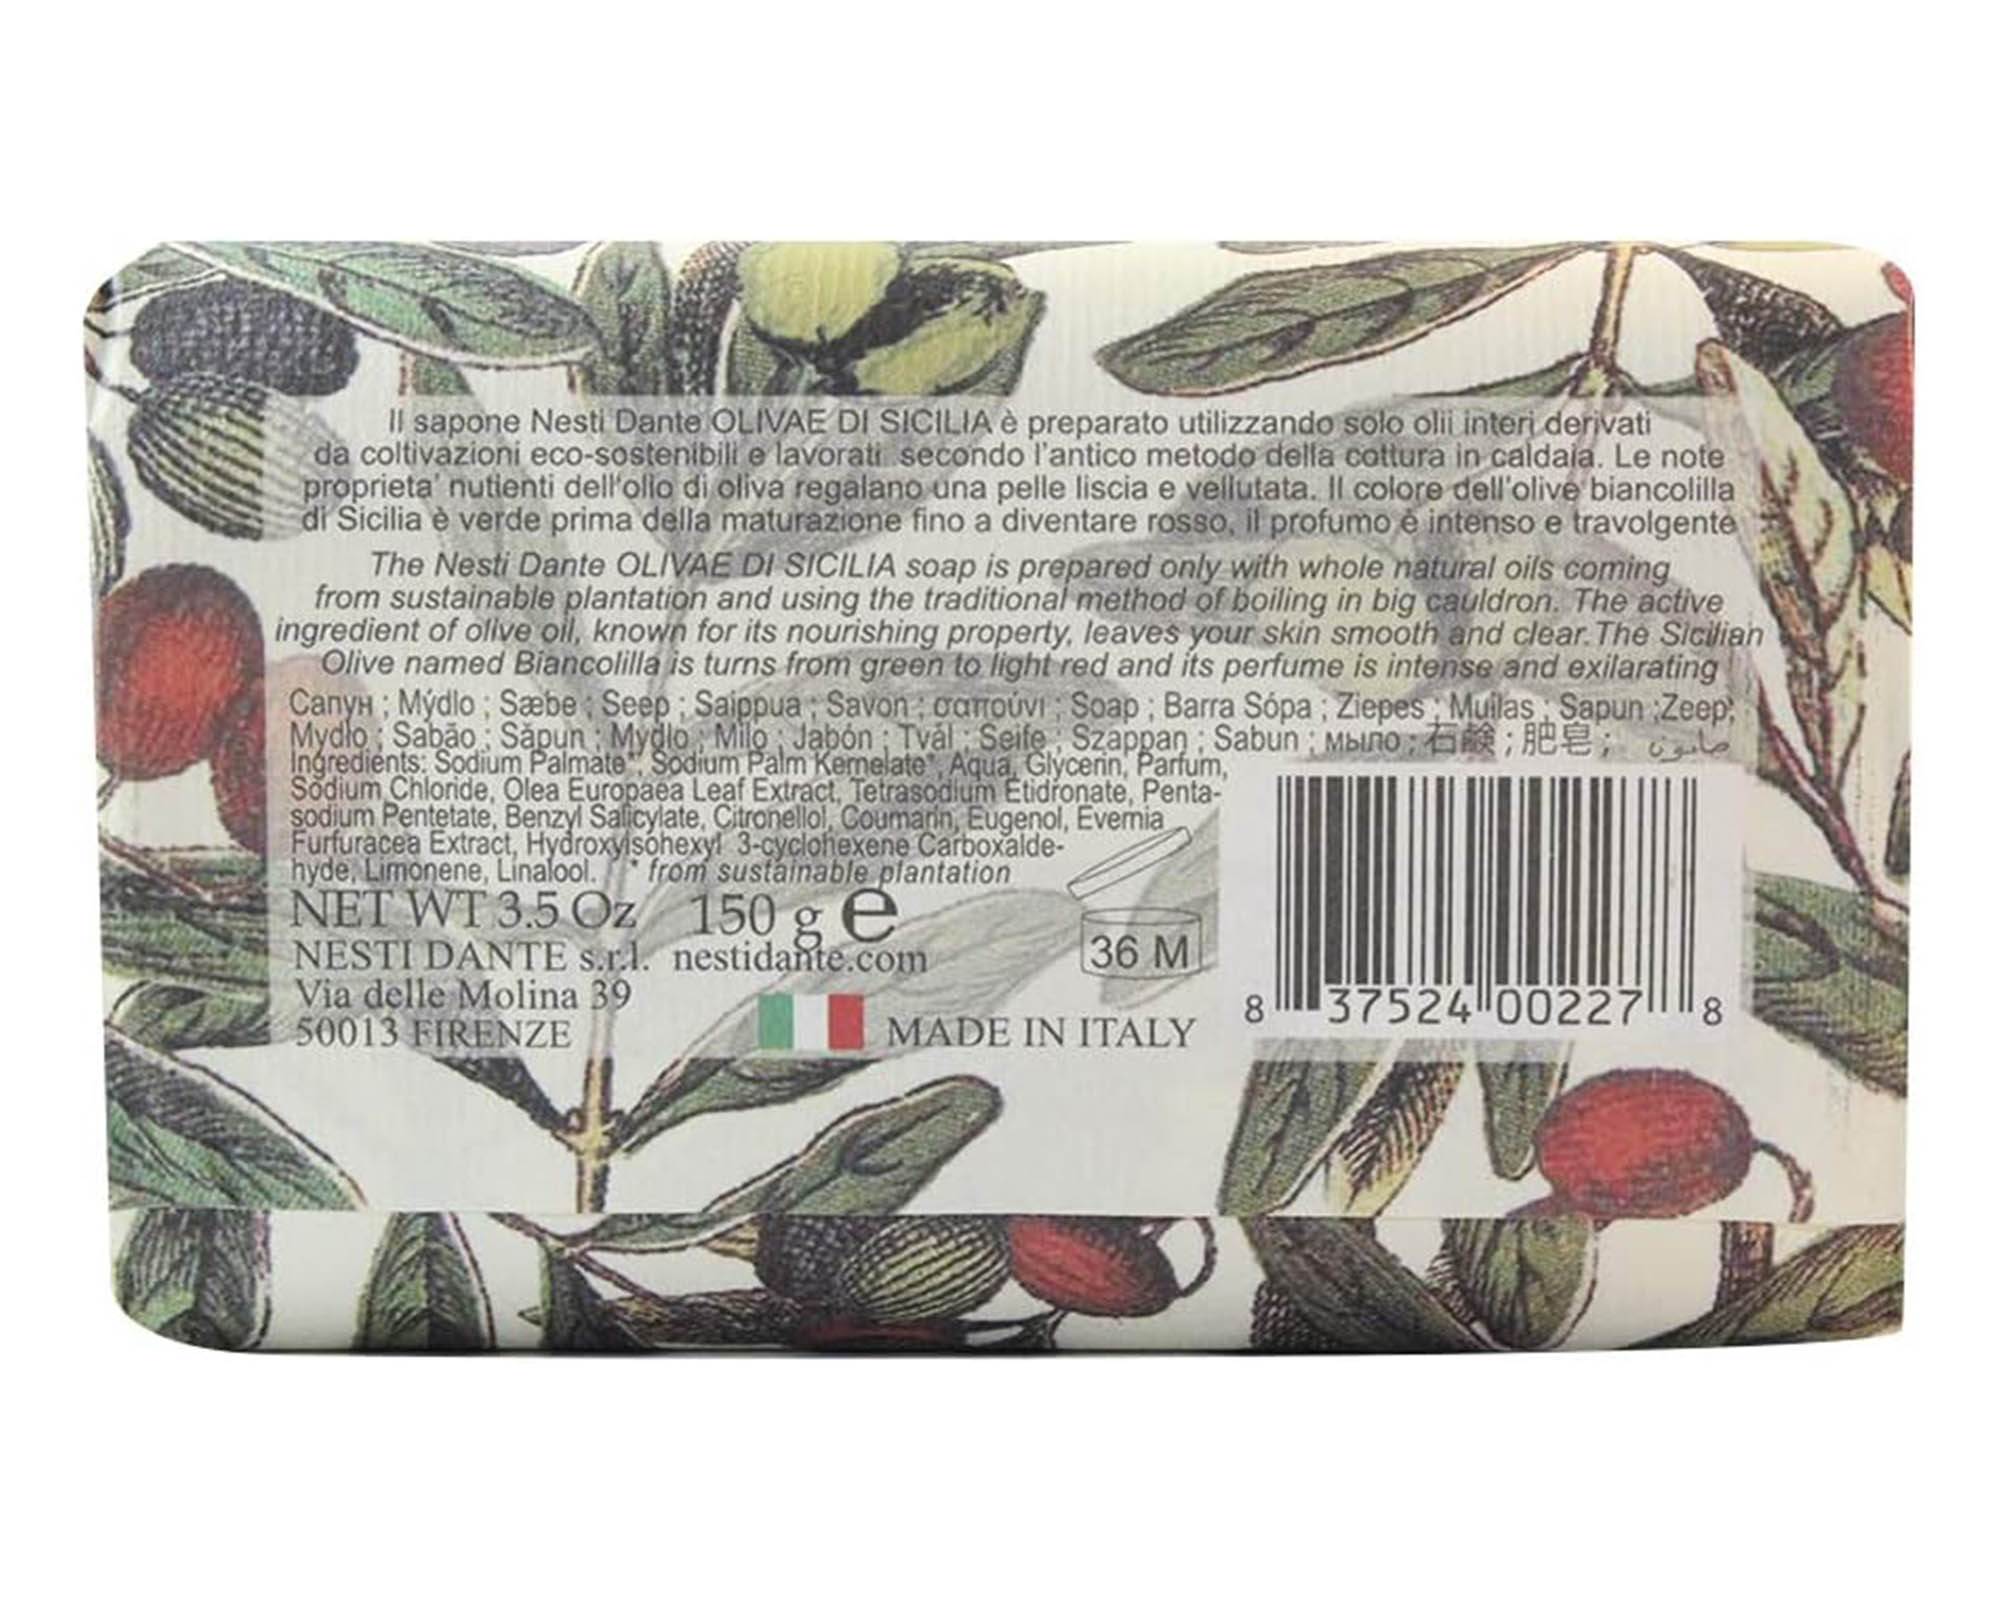 Il sapone Nesti Dante OLIVAE DI SICILIA è preparato utilizzando solo olii interi derivati
da coltivazioni eco-sostenibili e lavorati secondo l'antico metodo della cottura in caldaia. Le note
proprieta' nutienti dell'olio di oliva regalano una pelle liscia e vellutata. Il colore dell'olive biancolilla
di Sicilia è verde prima della maturazione fino a diventare rosso, il profumo è intenso e travolgente
The Nesti Dante OLIVAE DI SICILIA soap is prepared only with whole natural oils coming
from sustainable plantation and using the traditional method of boiling in big cauldron. The active
ingredient of olive oil, known for its nourishing property, leaves your skin smooth and clear. The Sicilian
Olive named Biancolilla is turns from green to light red and its perfume is intense and exilarating
Сапун ; Mýdlo ; Sæbe ; Seep ; Saippua ; Savon ; σαπούνι ; Soap ; Barra Sópa ; Ziepes ; Muilas ; Sapun ;Zeep;
Mydło ; Sabão ; Săpun ; Mydlo ; Milo ; Jabón ; Tvål ; Seife ; Szappan ; Sabun ; мыло ; 石鹸 ; 肥皂 ; صابون
Ingredients: Sodium Palmate*, Sodium Palm Kernelate*, Aqua, Glycerin, Parfum,
Sodium Chloride, Olea Europaea Leaf Extract, Tetrasodium Etidronate, Penta-
sodium Pentetate, Benzyl Salicylate, Citronellol, Coumarin, Eugenol, Evernia
Furfuracea Extract, Hydroxyisohexyl 3-cyclohexene Carboxalde-
hyde, Limonene, Linalool. * from sustainable plantation
NET WT 3.5 Oz 150 g e
NESTI DANTE s.r.l. nestidante.com
36 M
Via delle Molina 39
50013 FIRENZE
MADE IN ITALY
8 37524 00227 8